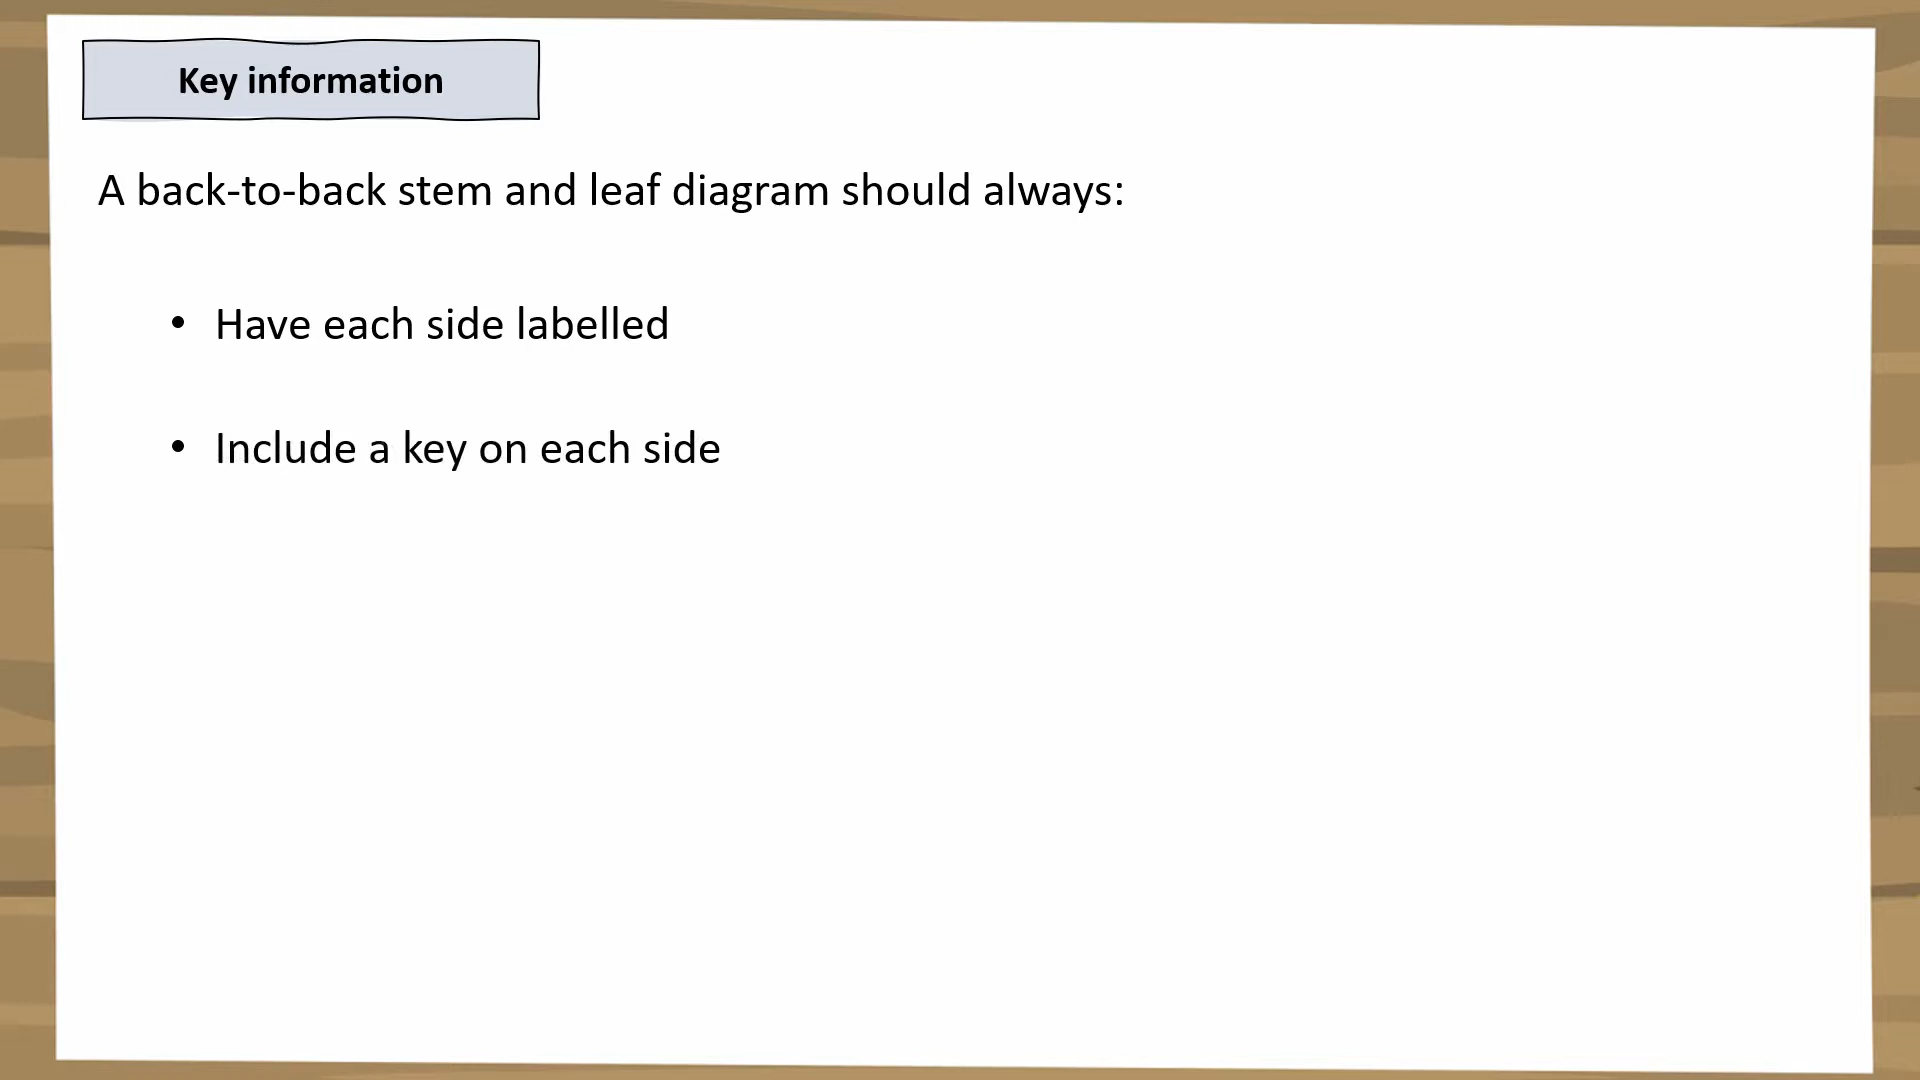 Key information
A back-to-back stem and leaf diagram should always:
• Have each side labelled
• Include a key on each side